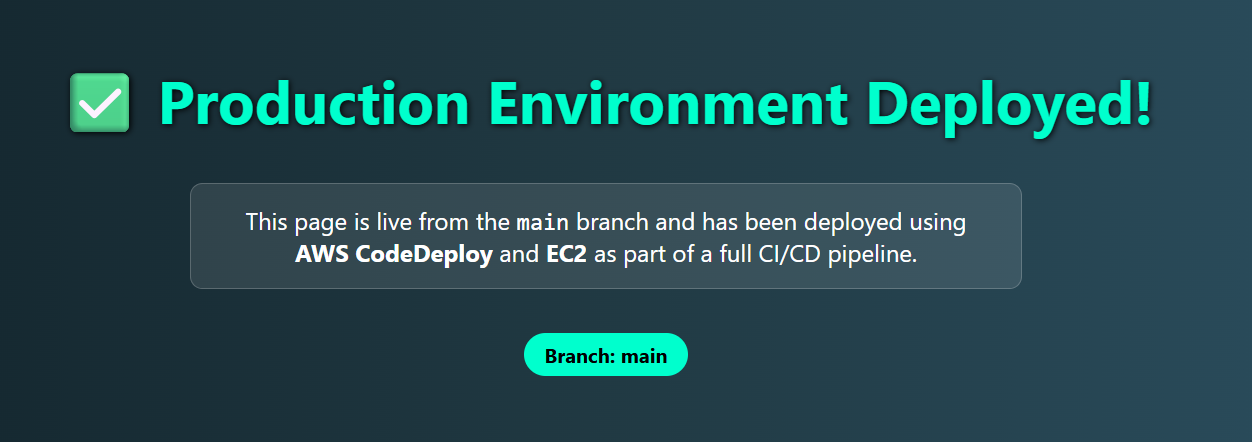 ✅ Production Environment Deployed!
This page is live from the main branch and has been deployed using
AWS CodeDeploy and EC2 as part of a full CI/CD pipeline.
Branch: main